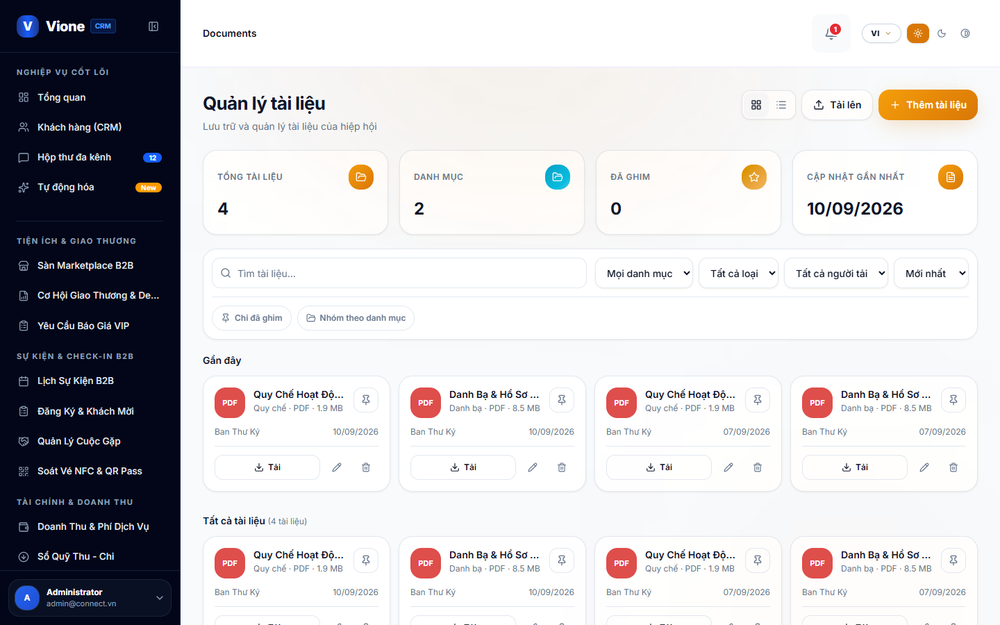 V Vione CRM
NGHIỆP VỤ CỐT LÕI
Tổng quan
Khách hàng (CRM)
Hộp thư đa kênh 12
Tự động hóa New
TIỆN ÍCH & GIAO THƯƠNG
Sàn Marketplace B2B
Cơ Hội Giao Thương & De...
Yêu Cầu Báo Giá VIP
SỰ KIỆN & CHECK-IN B2B
Lịch Sự Kiện B2B
Đăng Ký & Khách Mời
Quản Lý Cuộc Gặp
Soát Vé NFC & QR Pass
TÀI CHÍNH & DOANH THU
Doanh Thu & Phí Dịch Vụ
Sổ Quỹ Thu - Chi
A Administrator
admin@connect.vn
Documents 1 VI
Quản lý tài liệu
Lưu trữ và quản lý tài liệu của hiệp hội
Tải lên
Thêm tài liệu
TỔNG TÀI LIỆU
4
DANH MỤC
2
ĐÃ GHIM
0
CẬP NHẬT GẦN NHẤT
10/09/2026
Tìm tài liệu... Mọi danh mục Tất cả loại Tất cả người tải Mới nhất
Chỉ đã ghim Nhóm theo danh mục
Gần đây
PDF Quy Chế Hoạt Độ...
Quy chế · PDF · 1.9 MB
Ban Thư Ký 10/09/2026
Tải
PDF Danh Bạ & Hồ Sơ ...
Danh bạ · PDF · 8.5 MB
Ban Thư Ký 10/09/2026
Tải
PDF Quy Chế Hoạt Độ...
Quy chế · PDF · 1.9 MB
Ban Thư Ký 07/09/2026
Tải
PDF Danh Bạ & Hồ Sơ ...
Danh bạ · PDF · 8.5 MB
Ban Thư Ký 07/09/2026
Tải
Tất cả tài liệu (4 tài liệu)
PDF Quy Chế Hoạt Độ...
Quy chế · PDF · 1.9 MB
Ban Thư Ký 10/09/2026
PDF Danh Bạ & Hồ Sơ ...
Danh bạ · PDF · 8.5 MB
Ban Thư Ký 10/09/2026
PDF Quy Chế Hoạt Độ...
Quy chế · PDF · 1.9 MB
Ban Thư Ký 07/09/2026
PDF Danh Bạ & Hồ Sơ ...
Danh bạ · PDF · 8.5 MB
Ban Thư Ký 07/09/2026